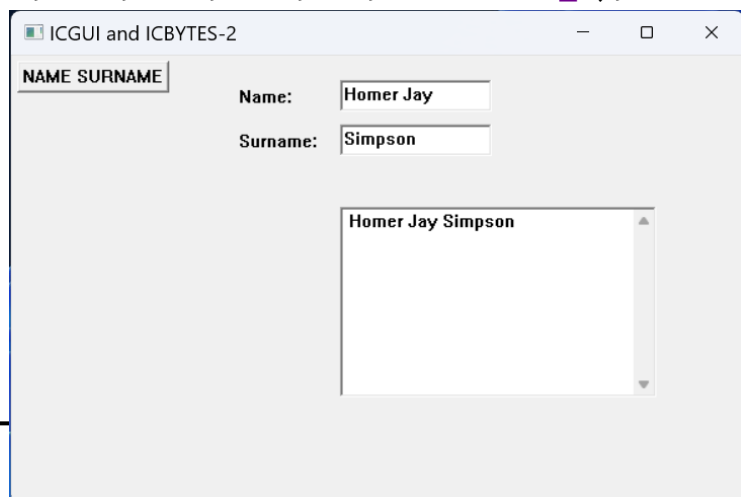 ICGUI and ICBYTES-2
NAME SURNAME
Name: Homer Jay
Surname: Simpson
Homer Jay Simpson